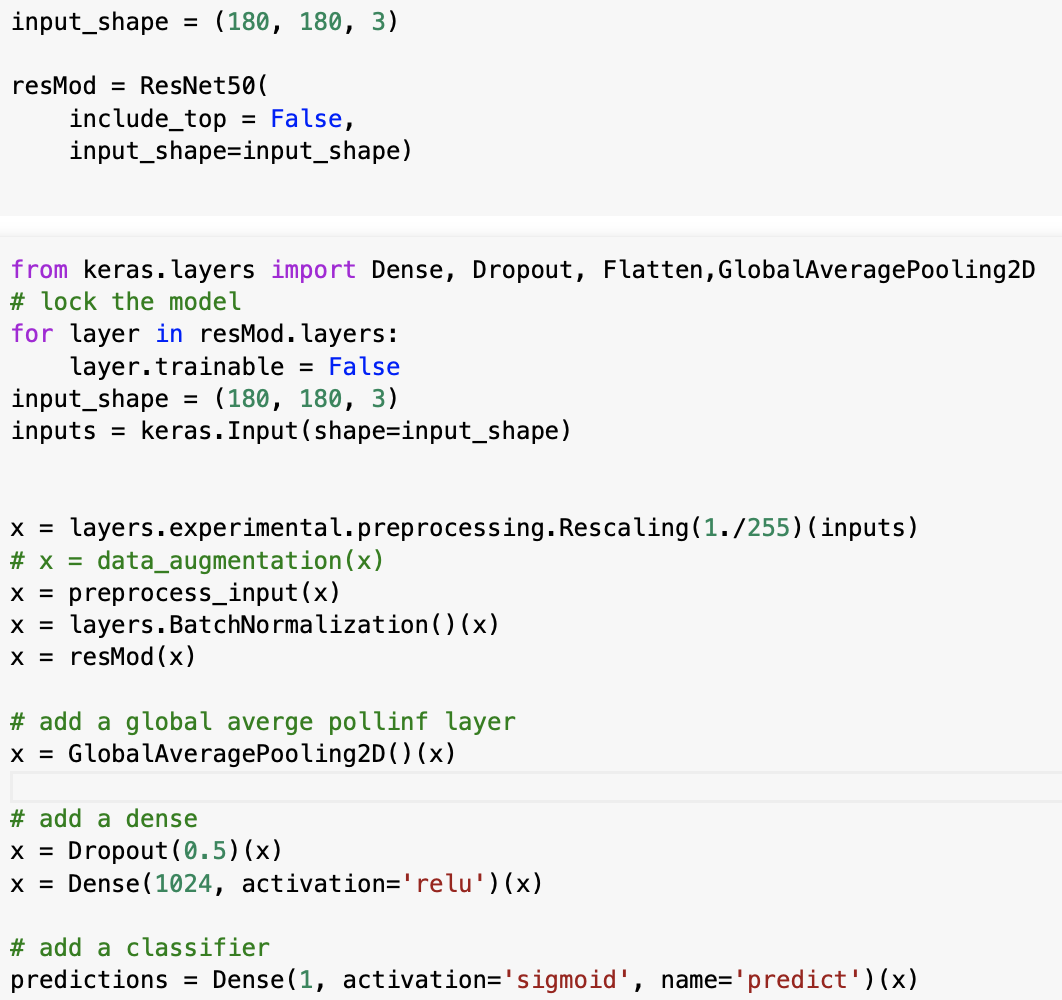 input_shape = (180, 180, 3)
resMod = ResNet50(
    include_top = False,
    input_shape=input_shape)
from keras.layers import Dense, Dropout, Flatten,GlobalAveragePooling2D
# lock the model
for layer in resMod.layers:
    layer.trainable = False
input_shape = (180, 180, 3)
inputs = keras.Input(shape=input_shape)
x = layers.experimental.preprocessing.Rescaling(1./255)(inputs)
# x = data_augmentation(x)
x = preprocess_input(x)
x = layers.BatchNormalization()(x)
x = resMod(x)
# add a global averge pollinf layer
x = GlobalAveragePooling2D()(x)
# add a dense
x = Dropout(0.5)(x)
x = Dense(1024, activation='relu')(x)
# add a classifier
predictions = Dense(1, activation='sigmoid', name='predict')(x)